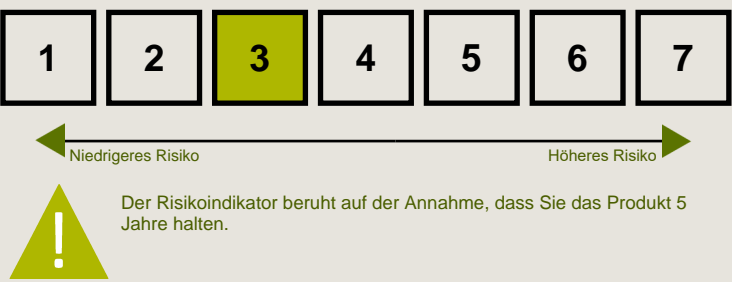 1 2 3 4 5 6 7
Niedrigeres Risiko Höheres Risiko
Der Risikoindikator beruht auf der Annahme, dass Sie das Produkt 5
Jahre halten.
!